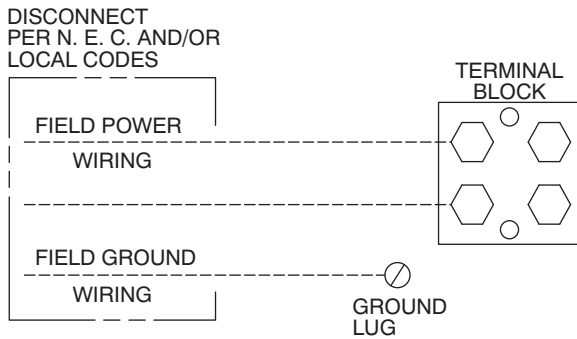 DISCONNECT
PER N. E. C. AND/OR
LOCAL CODES
TERMINAL
BLOCK
FIELD POWER
WIRING
FIELD GROUND
WIRING
GROUND
LUG